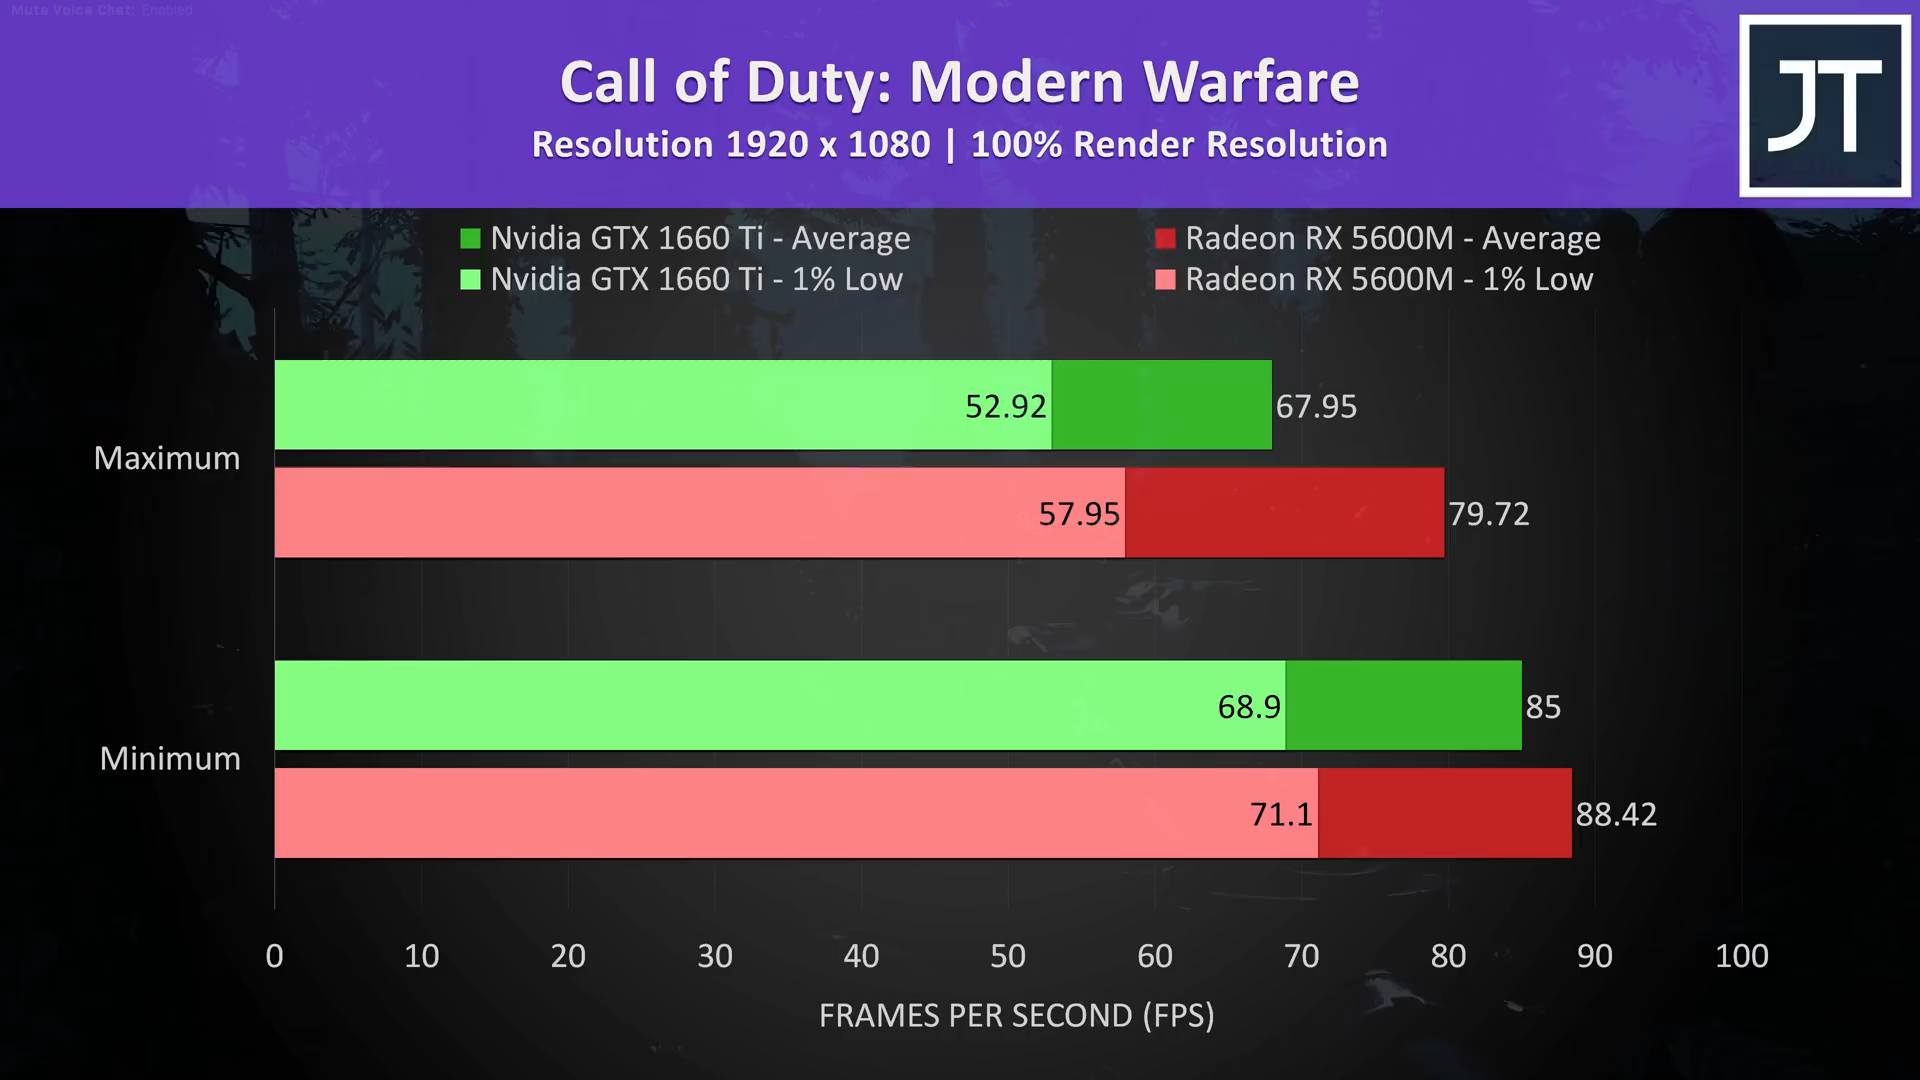 Mute Voice Chat: Enabled
Call of Duty: Modern Warfare
Resolution 1920 x 1080 | 100% Render Resolution
JT
Nvidia GTX 1660 Ti - Average
Radeon RX 5600M - Average
Nvidia GTX 1660 Ti - 1% Low
Radeon RX 5600M - 1% Low
Maximum
52.92
67.95
57.95
79.72
Minimum
68.9
85
71.1
88.42
0 10 20 30 40 50 60 70 80 90 100
FRAMES PER SECOND (FPS)